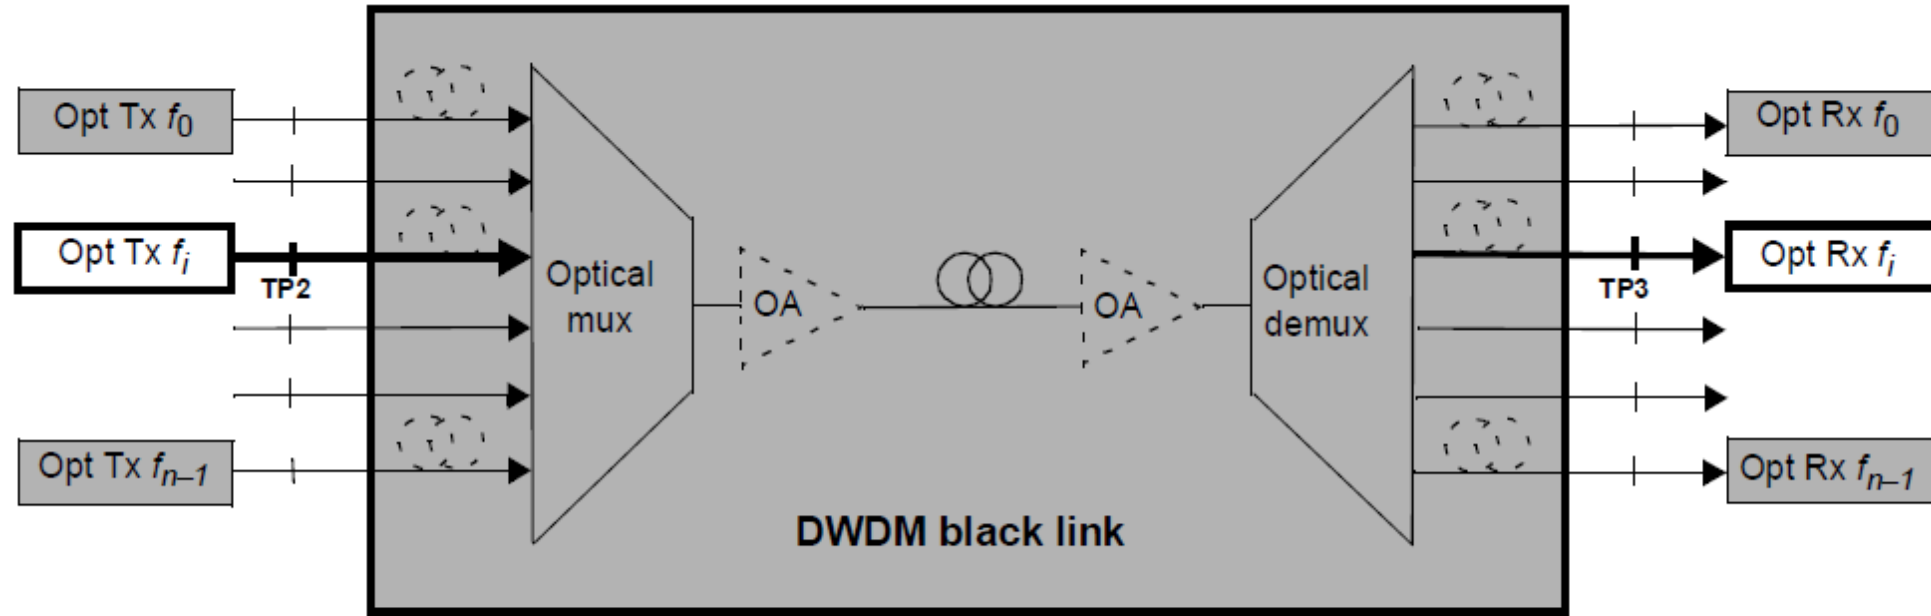 Opt Tx f0
Opt Tx fi
TP2
Opt Tx fn–1
Optical
mux
OA
OA
Optical
demux
DWDM black link
Opt Rx f0
Opt Rx fi
TP3
Opt Rx fn–1